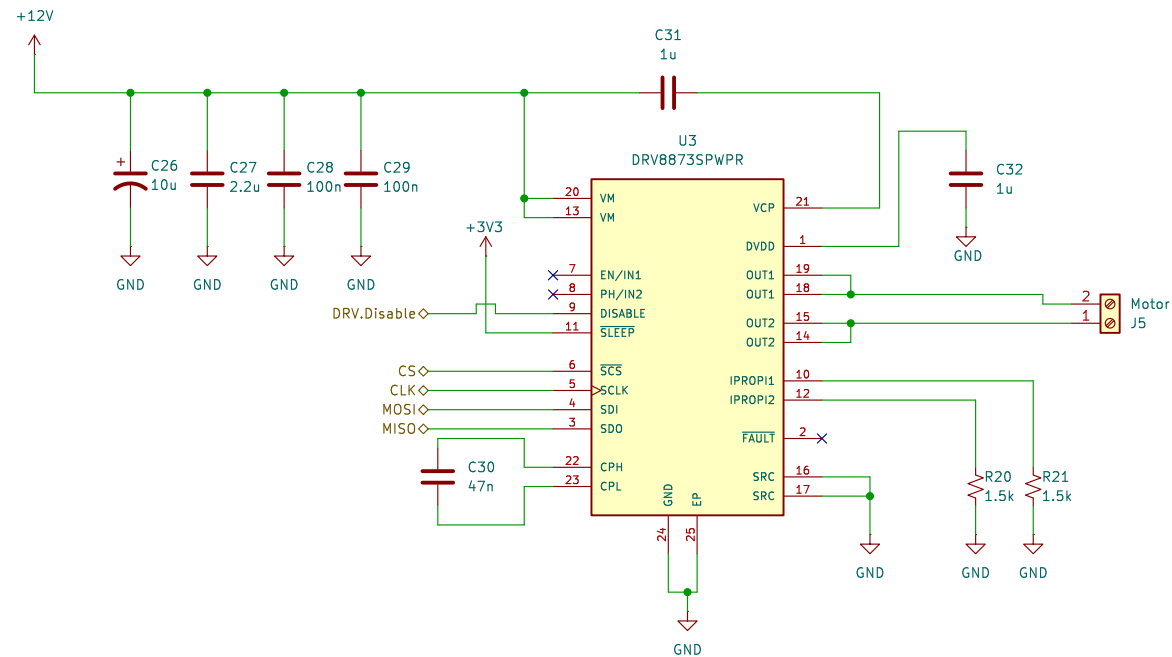 +12V
C31
1u
U3
DRV8873SPWPR
C26
10u
C27
2.2u
C28
100n
C29
100n
C32
1u
GND
GND
GND
GND
GND
+3V3
20
VM
13
VM
7
EN/IN1
8
PH/IN2
DRV.Disable
9
DISABLE
11
SLEEP
CS
6
SCS
CLK
5
SCLK
MOSI
4
SDI
MISO
3
SDO
22
CPH
23
CPL
C30
47n
VCP
21
DVDD
1
OUT1
19
OUT1
18
OUT2
15
OUT2
14
IPROPI1
10
IPROPI2
12
FAULT
2
SRC
16
SRC
17
GND
24
EP
25
2
1
Motor
J5
R20
1.5k
R21
1.5k
GND
GND
GND
GND